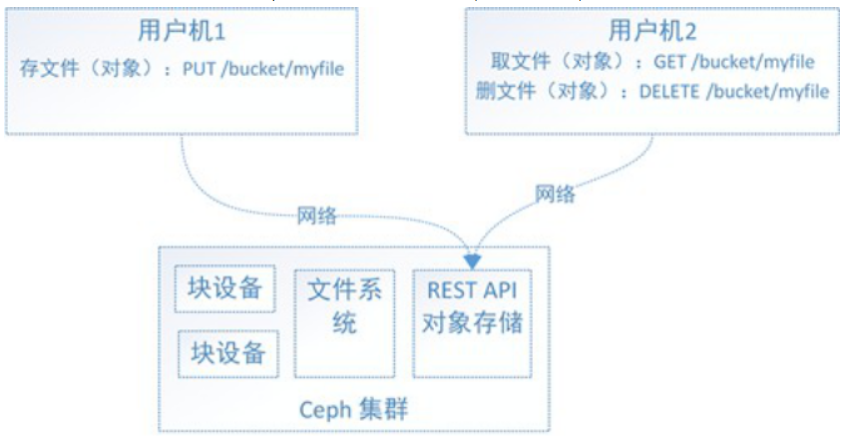 用户机1
存文件（对象）：PUT /bucket/myfile
用户机2
取文件（对象）：GET /bucket/myfile
删文件（对象）：DELETE /bucket/myfile
网络
网络
块设备
块设备
文件系
统
REST API
对象存储
Ceph 集群